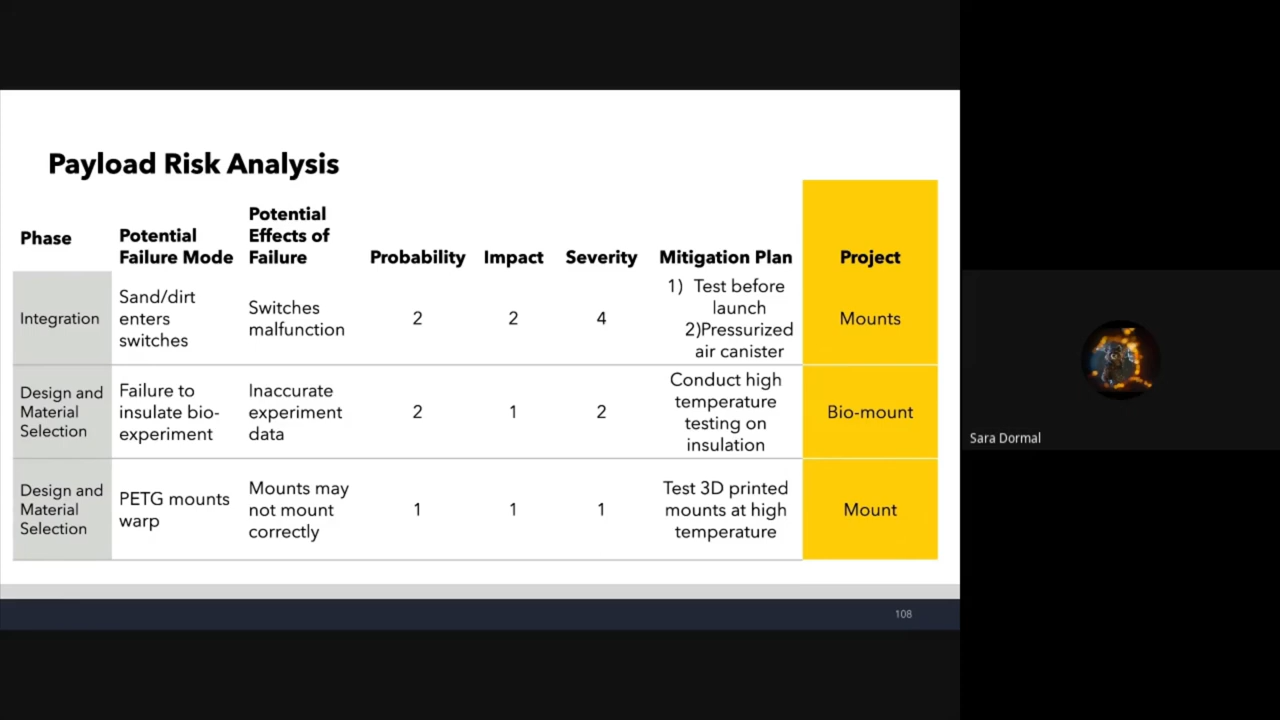 Payload Risk Analysis
Phase
Potential
Failure Mode
Potential
Effects of
Failure
Probability
Impact
Severity
Mitigation Plan
Project
Integration
Sand/dirt
enters
switches
Switches
malfunction
2
2
4
1) Test before
launch
2)Pressurized
air canister
Mounts
Design and
Material
Selection
Failure to
insulate bio-
experiment
Inaccurate
experiment
data
2
1
2
Conduct high
temperature
testing on
insulation
Bio-mount
Design and
Material
Selection
PETG mounts
warp
Mounts may
not mount
correctly
1
1
1
Test 3D printed
mounts at high
temperature
Mount
108
Sara Dormal